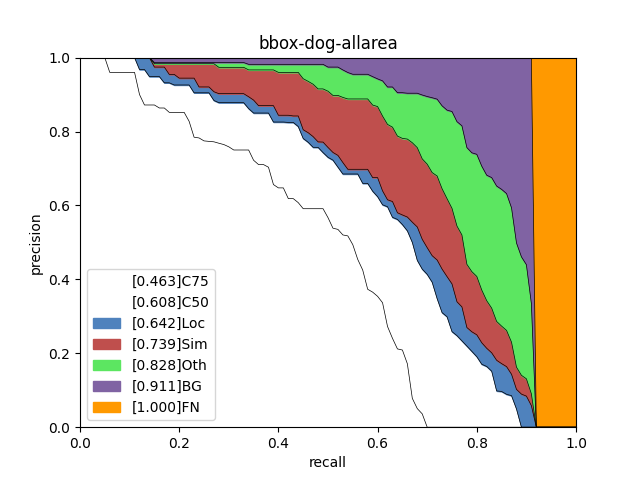 bbox-dog-allarea
precision
1.0
0.8
0.6
0.4
0.2
0.0
[0.463]C75
[0.608]C50
[0.642]Loc
[0.739]Sim
[0.828]Oth
[0.911]BG
[1.000]FN
0.0 0.2 0.4 0.6 0.8 1.0
recall